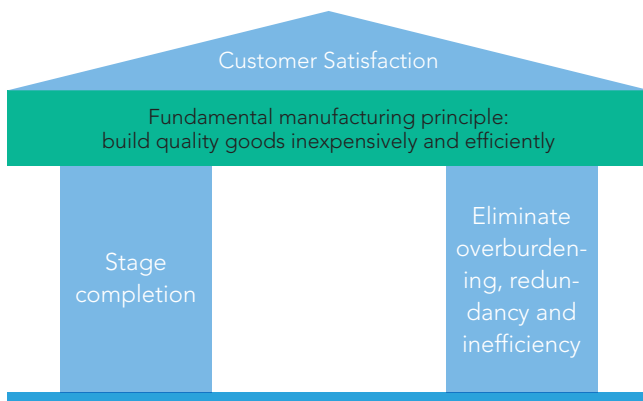 Customer Satisfaction
Fundamental manufacturing principle:
build quality goods inexpensively and efficiently
Stage
completion
Eliminate
overburden-
ing, redun-
dancy and
inefficiency